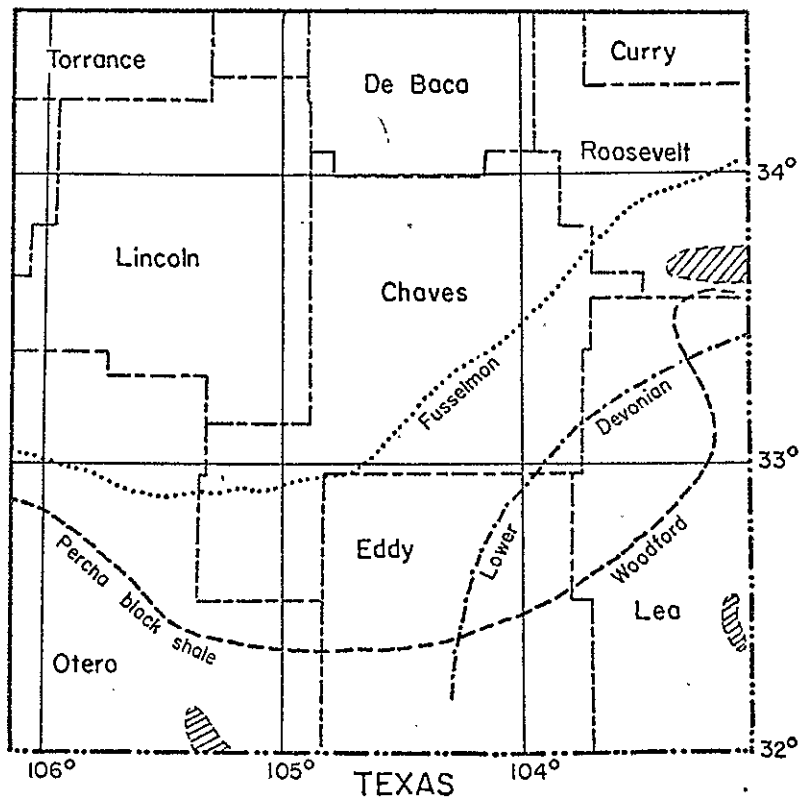 Torrance
Curry
De Baca
Roosevelt
34°
Lincoln
Chaves
Fusselman
Devonian
33°
Percha black shale
Eddy
Lower
Woodford
Lea
Otero
32°
106°
105°
104°
TEXAS